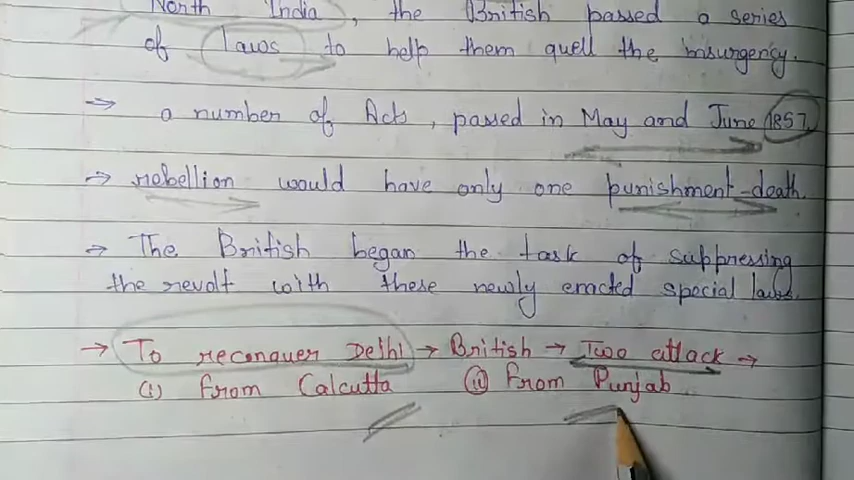 North India, the British passed a series
of laws to help them quell the insurgency.
→ a number of Acts, passed in May and June 1857.
→ rebellion would have only one punishment-death.
→ The British began the task of suppressing
the revolt with these newly enacted special laws.
→ To reconquer Delhi → British → Two attack →
(i) from Calcutta (ii) from Punjab